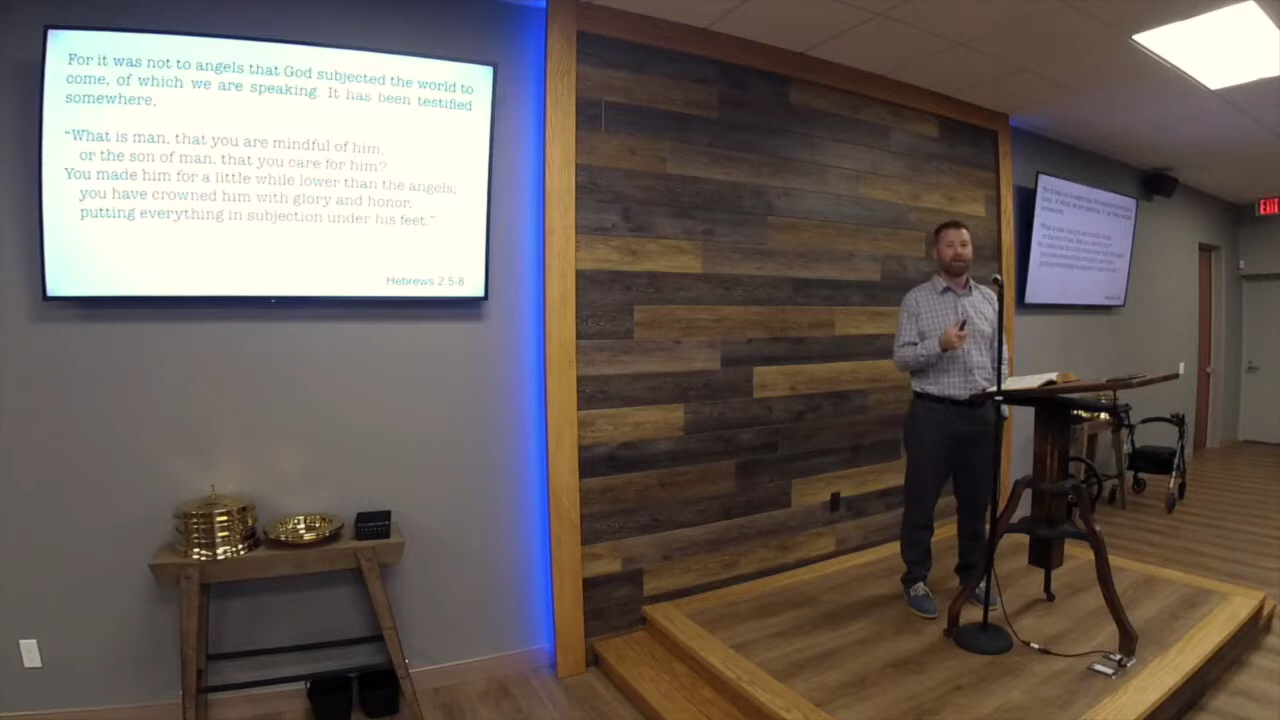 For it was not to angels that God subjected the world to
come, of which we are speaking. It has been testified
somewhere,
“What is man, that you are mindful of him,
or the son of man, that you care for him?
You made him for a little while lower than the angels;
you have crowned him with glory and honor,
putting everything in subjection under his feet.”
Hebrews 2.5-8
EXIT